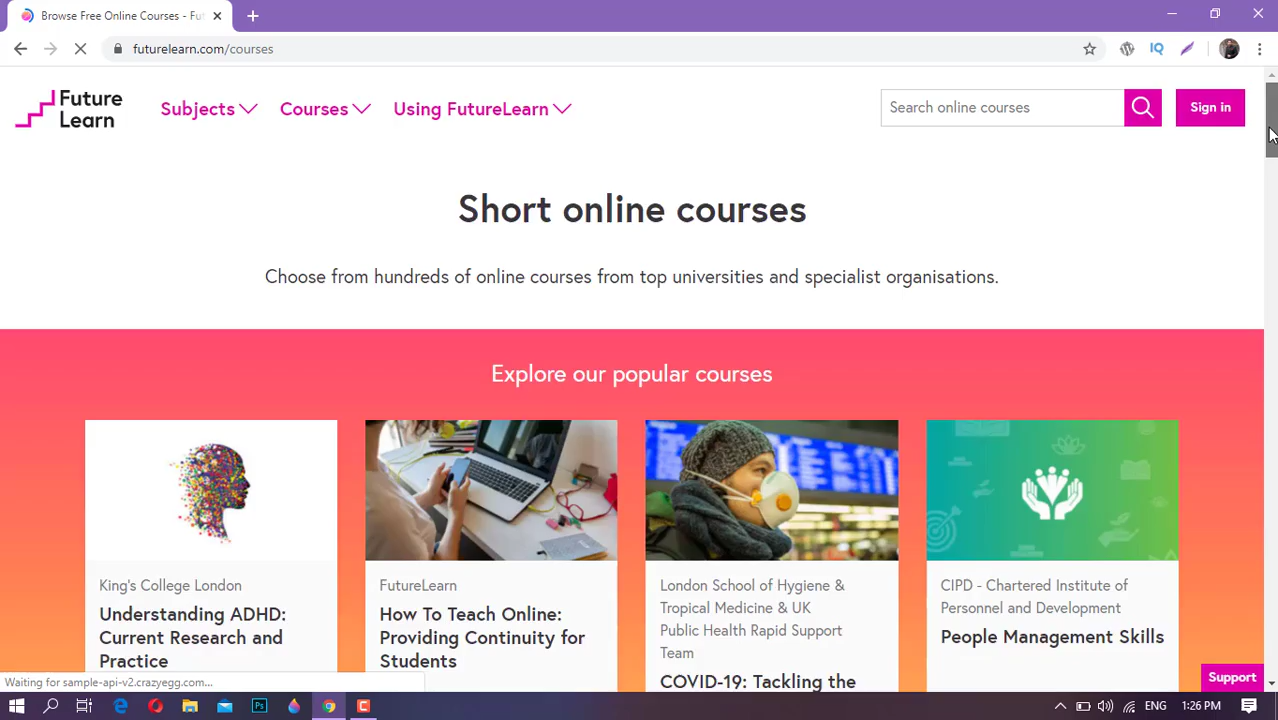 Browse Free Online Courses - Fut
futurelearn.com/courses
IQ
Future
Learn
Subjects
Courses
Using FutureLearn
Search online courses
Sign in
Short online courses
Choose from hundreds of online courses from top universities and specialist organisations.
Explore our popular courses
King's College London
Understanding ADHD:
Current Research and
Practice
FutureLearn
How To Teach Online:
Providing Continuity for
Students
London School of Hygiene &
Tropical Medicine & UK
Public Health Rapid Support
Team
COVID-19: Tackling the
CIPD - Chartered Institute of
Personnel and Development
People Management Skills
Support
Waiting for sample-api-v2.crazyegg.com...
Ps
ENG
1:26 PM